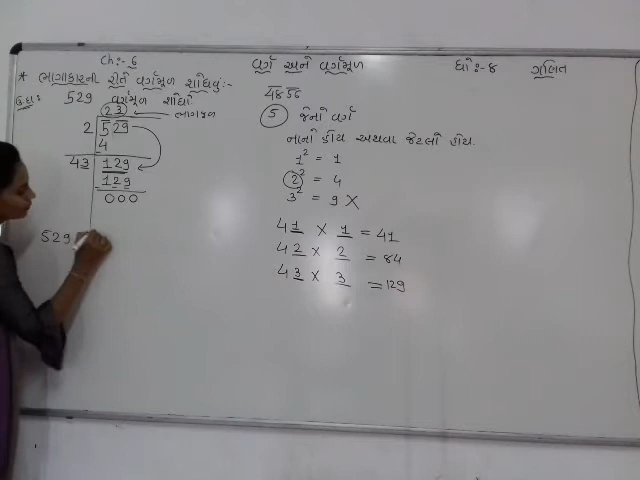 Ch:- 6 વર્ગ અને વર્ગમૂળ ધો:-૪ ગણિત
* ભાગાકારની રીતે વર્ગમૂળ શોધવું:-
ઉદા: 529 વર્ગમૂળ શોધો
4856
23 ← ભાગફળ
2 529
4
43 129
129
000
529
5 જેનો વર્ગ
નાનો હોય અથવા જેટલો હોય.
1² = 1
2² = 4
3² = 9 X
41 × 1 = 41
42 × 2 = 84
43 × 3 = 129